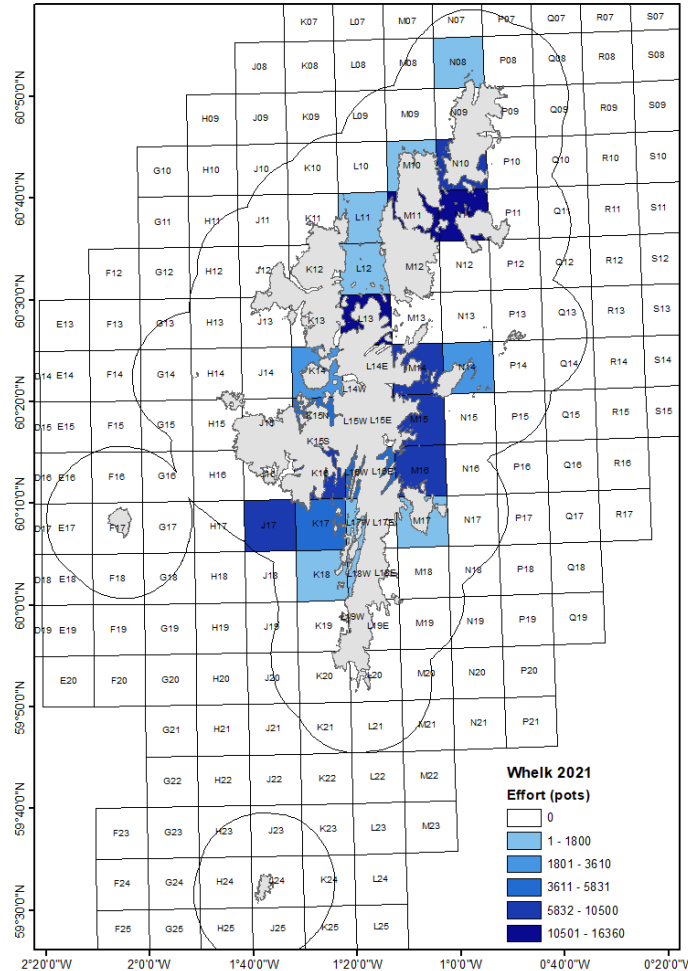 K07 L07 M07 N07 P07 Q07 R07 S07
J08 K08 L08 M08 N08 P08 Q08 R08 S08
60°50'0"N
H09 J09 K09 L09 M09 N09 P09 Q09 R09 S09
G10 H10 J10 K10 L10 M10 N10 P10 Q10 R10 S10
60°40'0"N
G11 H11 J11 K11 L11 M11 P11 Q11 R11 S11
F12 G12 H12 J12 K12 L12 M12 N12 P12 Q12 R12 S12
60°30'0"N
E13 F13 G13 H13 J13 K13 L13 M13 N13 P13 Q13 R13 S13
D14 E14 F14 G14 H14 J14 K14 L14E M14 N14 P14 Q14 R14 S14
L14W
60°20'0"N
D15 E15 F15 G15 H15 J15 K15N L15W L15E M15 N15 P15 Q15 R15 S15
K15S
D16 E16 F16 G16 H16 J16 K16 L16W L16E M16 N16 P16 Q16 R16
60°10'0"N
D17 E17 F17 G17 H17 J17 K17 L17W L17E M17 N17 P17 Q17 R17
D18 E18 F18 G18 H18 J18 K18 L18W L18E M18 N18 P18 Q18 R18
60°0'0"N
D19 E19 F19 G19 H19 J19 K19 L19W L19E M19 N19 P19 Q19
E20 F20 G20 H20 J20 K20 L20 M20 N20 P20
59°50'0"N
G21 H21 J21 K21 L21 M21 N21 P21
G22 H22 J22 K22 L22 M22
59°40'0"N
F23 G23 H23 J23 K23 L23 M23
F24 G24 H24 J24 K24 L24
59°30'0"N
F25 G25 H25 J25 K25 L25
Whelk 2021
Effort (pots)
0
1 - 1800
1801 - 3610
3611 - 5831
5832 - 10500
10501 - 16360
2°20'0"W 2°0'0"W 1°40'0"W 1°20'0"W 1°0'0"W 0°40'0"W 0°20'0"W